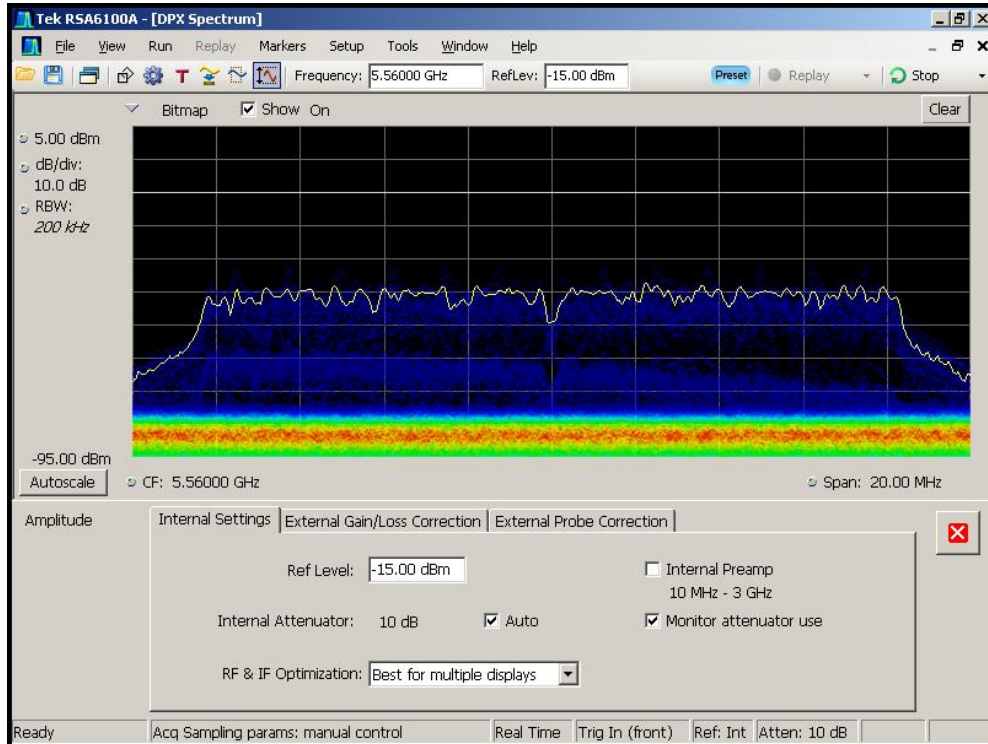 Tek RSA6100A - [DPX Spectrum]
File View Run Replay Markers Setup Tools Window Help
T Frequency: 5.56000 GHz RefLev: -15.00 dBm Preset Replay Stop
Bitmap Show On Clear
5.00 dBm
dB/div:
10.0 dB
RBW:
200 kHz
-95.00 dBm
Autoscale CF: 5.56000 GHz Span: 20.00 MHz
Amplitude Internal Settings External Gain/Loss Correction External Probe Correction
Ref Level: -15.00 dBm Internal Preamp
10 MHz - 3 GHz
Internal Attenuator: 10 dB Auto Monitor attenuator use
RF & IF Optimization: Best for multiple displays
Ready Acq Sampling params: manual control Real Time Trig In (front) Ref: Int Atten: 10 dB